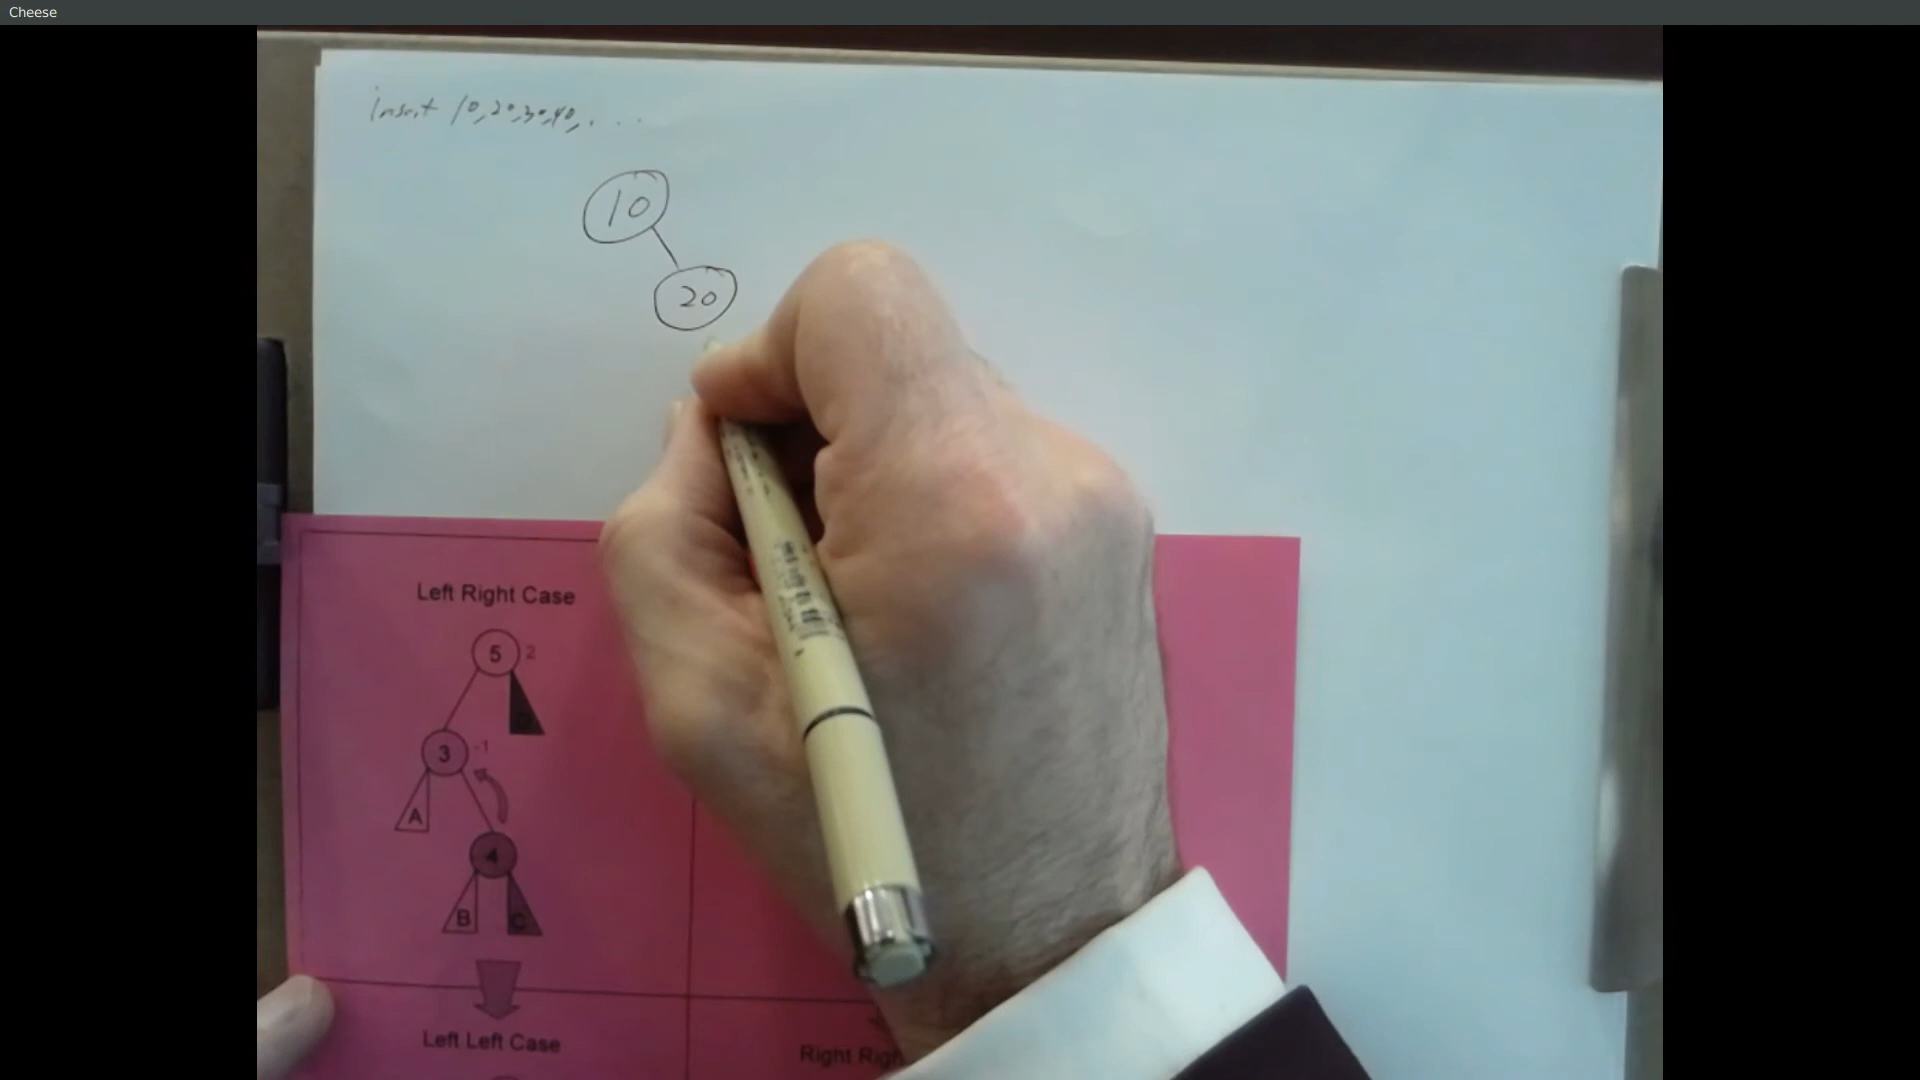 Cheese
insert 10,20,30,40, . . .
10
20
Left Right Case
5 2
D
3 -1
A
4
B C
Left Left Case
Right Righ